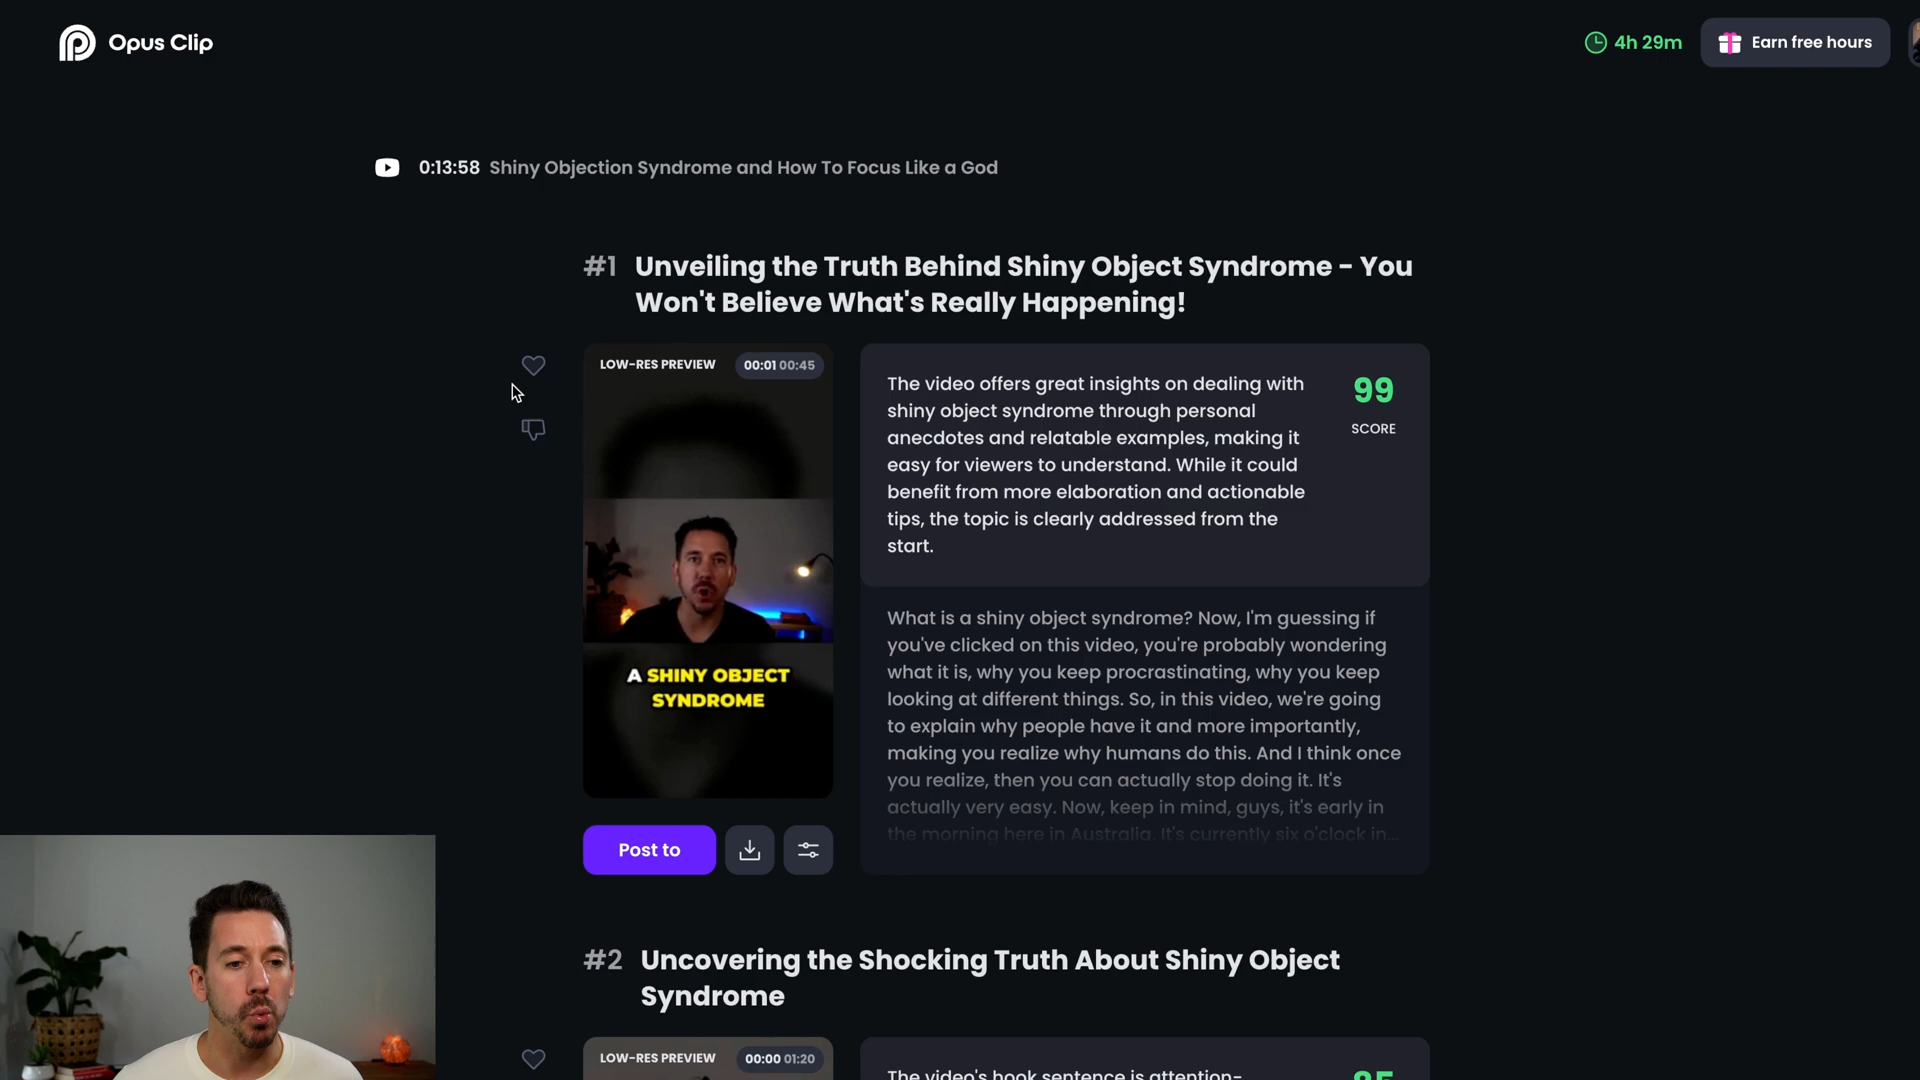 Opus Clip
4h 29m
Earn free hours
0:13:58 Shiny Objection Syndrome and How To Focus Like a God
#1 Unveiling the Truth Behind Shiny Object Syndrome - You
Won't Believe What's Really Happening!
LOW-RES PREVIEW 00:01 00:45
A SHINY OBJECT
SYNDROME
Post to
The video offers great insights on dealing with
shiny object syndrome through personal
anecdotes and relatable examples, making it
easy for viewers to understand. While it could
benefit from more elaboration and actionable
tips, the topic is clearly addressed from the
start.
99
SCORE
What is a shiny object syndrome? Now, I'm guessing if
you've clicked on this video, you're probably wondering
what it is, why you keep procrastinating, why you keep
looking at different things. So, in this video, we're going
to explain why people have it and more importantly,
making you realize why humans do this. And I think once
you realize, then you can actually stop doing it. It's
actually very easy. Now, keep in mind, guys, it's early in
the morning here in Australia. It's currently six o'clock in...
#2 Uncovering the Shocking Truth About Shiny Object
Syndrome
LOW-RES PREVIEW 00:00 01:20
The video's hook sentence is attention-